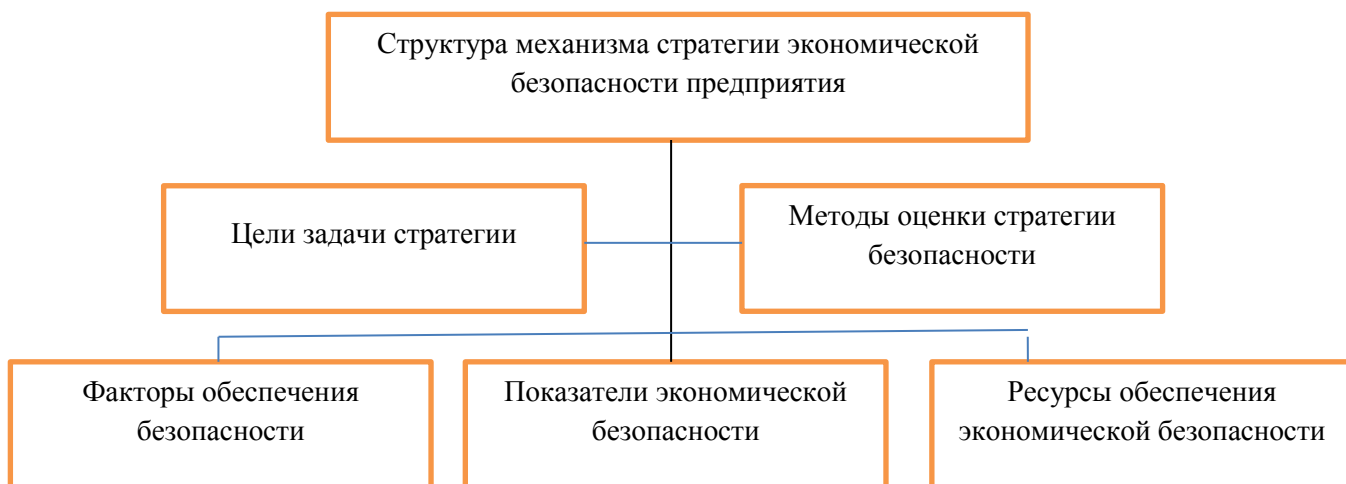 Структура механизма стратегии экономической
безопасности предприятия
Цели задачи стратегии
Методы оценки стратегии
безопасности
Факторы обеспечения
безопасности
Показатели экономической
безопасности
Ресурсы обеспечения
экономической безопасности